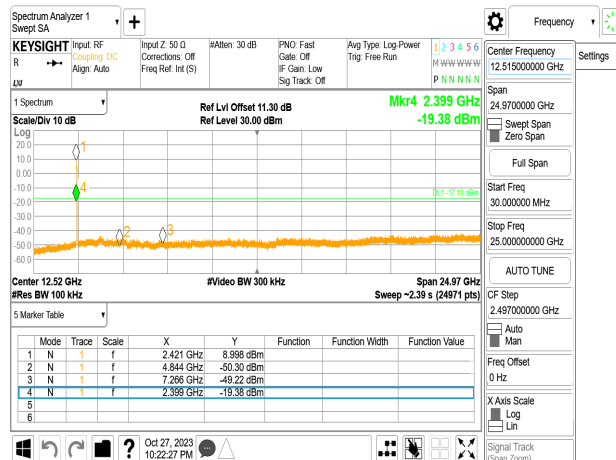 Spectrum Analyzer 1
Swept SA
Frequency
KEYSIGHT
R
LXI
Input: RF
Coupling: DC
Align: Auto
Input Z: 50 Ω
Corrections: Off
Freq Ref: Int (S)
#Atten: 30 dB
PNO: Fast
Gate: Off
IF Gain: Low
Sig Track: Off
Avg Type: Log-Power
Trig: Free Run
1 2 3 4 5 6
M W W W W W
P N N N N N
Center Frequency
12.515000000 GHz
Settings
Span
24.9700000 GHz
Swept Span
Zero Span
Full Span
Start Freq
30.000000 MHz
Stop Freq
25.000000000 GHz
AUTO TUNE
CF Step
2.497000000 GHz
Auto
Man
Freq Offset
0 Hz
X Axis Scale
Log
Lin
Signal Track
(Span Zoom)
1 Spectrum
Scale/Div 10 dB
Ref Lvl Offset 11.30 dB
Ref Level 30.00 dBm
Mkr4 2.399 GHz
-19.38 dBm
Log
20.0
10.0
0.00
-10.0
-20.0
-30.0
-40.0
-50.0
-60.0
1
4
2
3
DL1 -17.10 dBm
Center 12.52 GHz
#Res BW 100 kHz
#Video BW 300 kHz
Span 24.97 GHz
Sweep ~2.39 s (24971 pts)
5 Marker Table
Mode Trace Scale X Y Function Function Width Function Value
1 N 1 f 2.421 GHz 8.998 dBm
2 N 1 f 4.844 GHz -50.30 dBm
3 N 1 f 7.266 GHz -49.22 dBm
4 N 1 f 2.399 GHz -19.38 dBm
5
6
?
Oct 27, 2023
10:22:27 PM